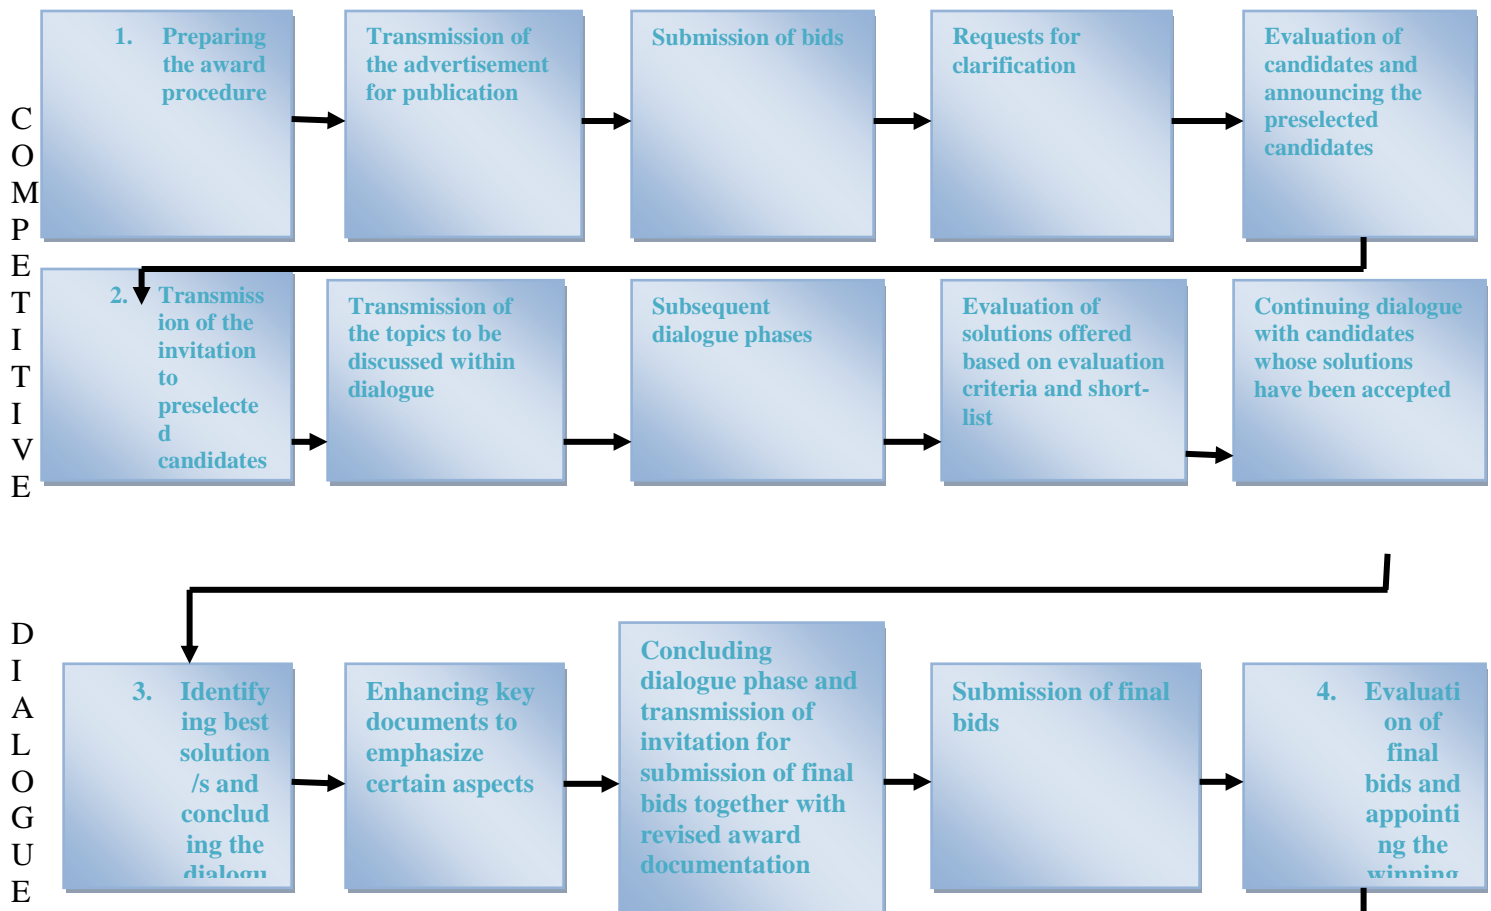 COMPETITIVE
1. Preparing
the award
procedure
Transmission of
the advertisement
for publication
Submission of bids
Requests for
clarification
Evaluation of
candidates and
announcing the
preselected
candidates
2. Transmiss
ion of the
invitation
to
preselecte
d
candidates
Transmission of
the topics to be
discussed within
dialogue
Subsequent
dialogue phases
Evaluation of
solutions offered
based on evaluation
criteria and short-
list
Continuing dialogue
with candidates
whose solutions
have been accepted
DIALOGUE
3. Identify
ing best
solution
/s and
conclud
ing the
dialogu
Enhancing key
documents to
emphasize
certain aspects
Concluding
dialogue phase and
transmission of
invitation for
submission of final
bids together with
revised award
documentation
Submission of final
bids
4. Evaluati
on of
final
bids and
appointi
ng the
winning